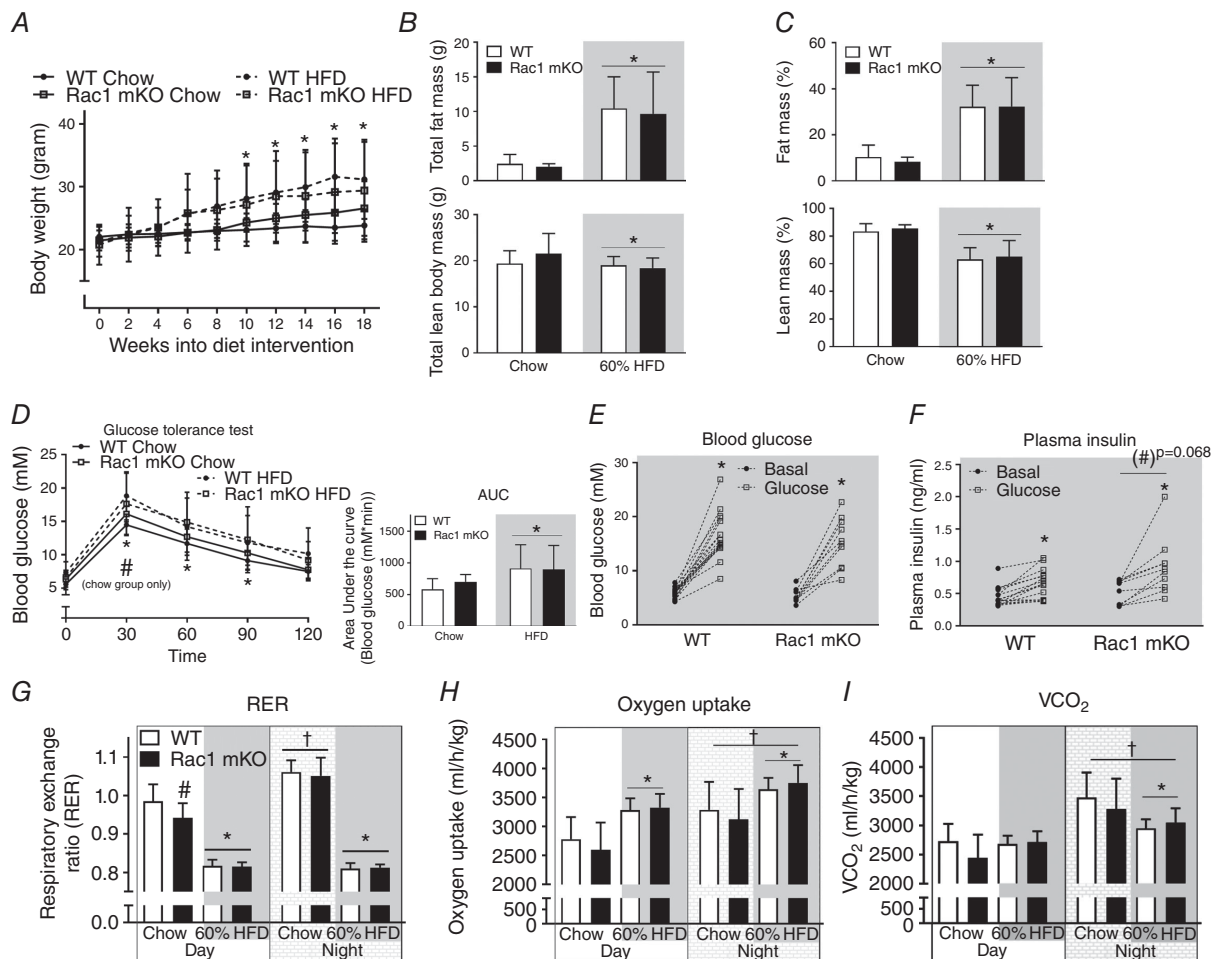 A
WT Chow
WT HFD
Rac1 mKO Chow
Rac1 mKO HFD
Body weight (gram)
40
30
20
* * * * *
0 2 4 6 8 10 12 14 16 18
Weeks into diet intervention
B
WT
Rac1 mKO
Total fat mass (g)
20
15
10
5
0
*
Total lean body mass (g)
30
20
10
0
*
Chow 60% HFD
C
WT
Rac1 mKO
Fat mass (%)
60
40
20
0
*
Lean mass (%)
100
80
60
40
20
0
*
Chow 60% HFD
D
Glucose tolerance test
WT Chow
Rac1 mKO Chow
WT HFD
Rac1 mKO HFD
Blood glucose (mM)
25
20
15
10
5
* * *
#
(chow group only)
0 30 60 90 120
Time
AUC
WT
Rac1 mKO
Area Under the curve
(Blood glucose (mM*min))
1500
1000
500
0
*
Chow HFD
E
Blood glucose
Basal
Glucose
Blood glucose (mM)
30
20
10
0
* *
WT Rac1 mKO
F
Plasma insulin
(#)p=0.068
Basal
Glucose
Plasma insulin (ng/ml)
2.5
2.0
1.5
1.0
0.5
0.0
* *
WT Rac1 mKO
G
RER
WT
Rac1 mKO
Respiratory exchange
ratio (RER)
1.1
1.0
0.9
0.8
0.0
# * † *
Chow 60% HFD Chow 60% HFD
Day Night
H
Oxygen uptake
Oxygen uptake (ml/h/kg)
4500
4000
3500
3000
2500
2000
500
0
* † *
Chow 60% HFD Chow 60% HFD
Day Night
I
VCO2
VCO2 (ml/h/kg)
4500
4000
3500
3000
2500
2000
500
0
† *
Chow 60% HFD Chow 60% HFD
Day Night